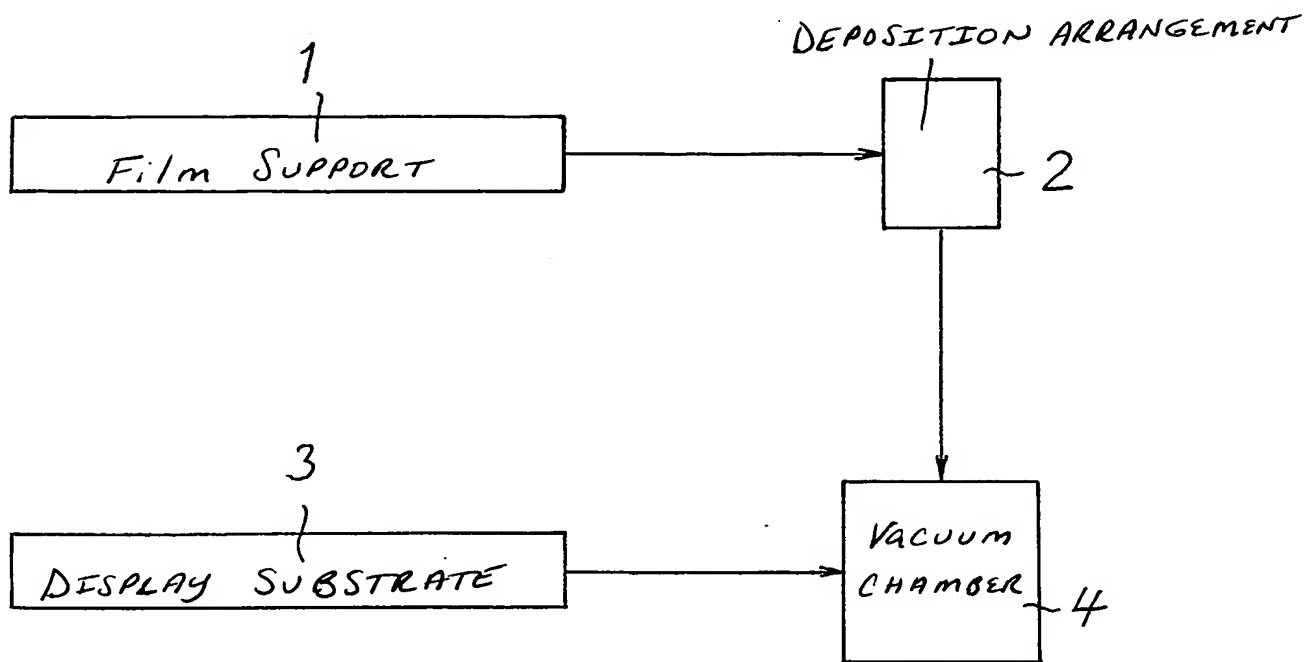 DEPOSITION ARRANGEMENT
1
Film SUPPORT
2
3
DISPLAY SUBSTRATE
Vacuum
CHAMBER
4